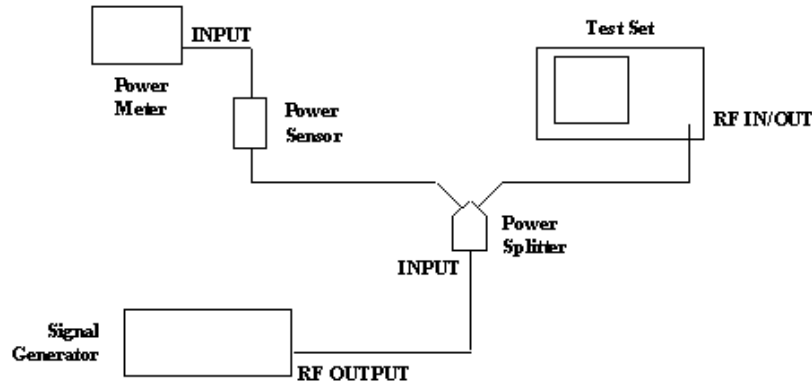 INPUT
Test Set
Power
Meter
Power
Sensor
RF IN/OUT
Power
Splitter
INPUT
Signal
Generator
RF OUTPUT